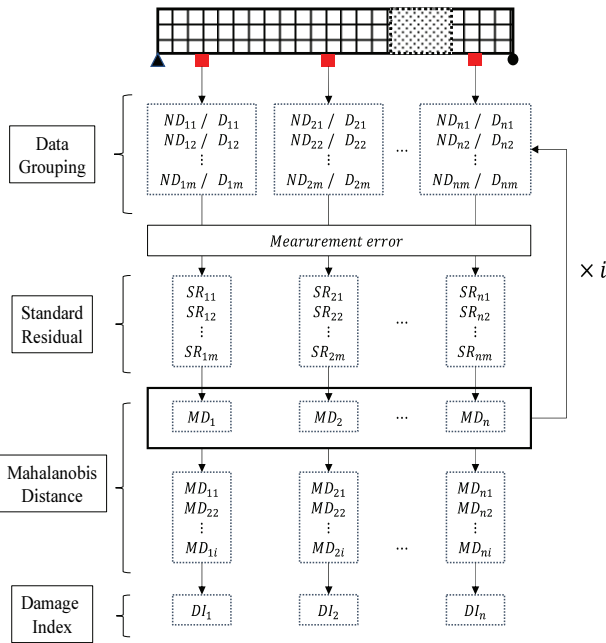 Data
Grouping
ND₁₁ / D₁₁
ND₁₂ / D₁₂
⋮
ND₁ₘ / D₁ₘ
ND₂₁ / D₂₁
ND₂₂ / D₂₂
⋮
ND₂ₘ / D₂ₘ
...
NDₙ₁ / Dₙ₁
NDₙ₂ / Dₙ₂
⋮
NDₙₘ / Dₙₘ
Mearurement error
× i
Standard
Residual
SR₁₁
SR₁₂
⋮
SR₁ₘ
SR₂₁
SR₂₂
⋮
SR₂ₘ
...
SRₙ₁
SRₙ₂
⋮
SRₙₘ
MD₁
MD₂
...
MDₙ
Mahalanobis
Distance
MD₁₁
MD₂₂
⋮
MD₁ᵢ
MD₂₁
MD₂₂
⋮
MD₂ᵢ
...
MDₙ₁
MDₙ₂
⋮
MDₙᵢ
Damage
Index
DI₁
DI₂
...
DIₙ